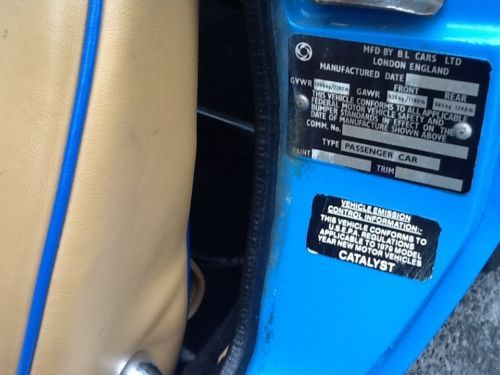 MFD BY B.L CARS LTD
LONDON ENGLAND
MANUFACTURED DATE
FRONT REAR
GVWR GAWR
THIS VEHICLE CONFORMS TO ALL APPLICABLE
FEDERAL MOTOR VEHICLE SAFETY AND
BUMPER STANDARDS IN EFFECT ON THE
DATE OF MANUFACTURE SHOWN ABOVE
COMM. No.
TYPE PASSENGER CAR
PAINT TRIM
VEHICLE EMISSION
CONTROL INFORMATION:-
THIS VEHICLE CONFORMS TO
U.S.E.P.A. REGULATIONS
APPLICABLE TO 1979 MODEL
YEAR NEW MOTOR VEHICLES
CATALYST